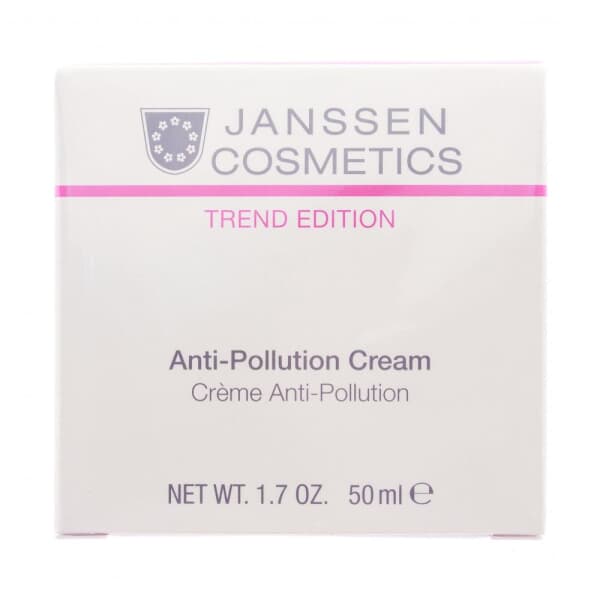 JANSSEN
COSMETICS
TREND EDITION
Anti-Pollution Cream
Crème Anti-Pollution
NET WT. 1.7 OZ. 50 ml ℮